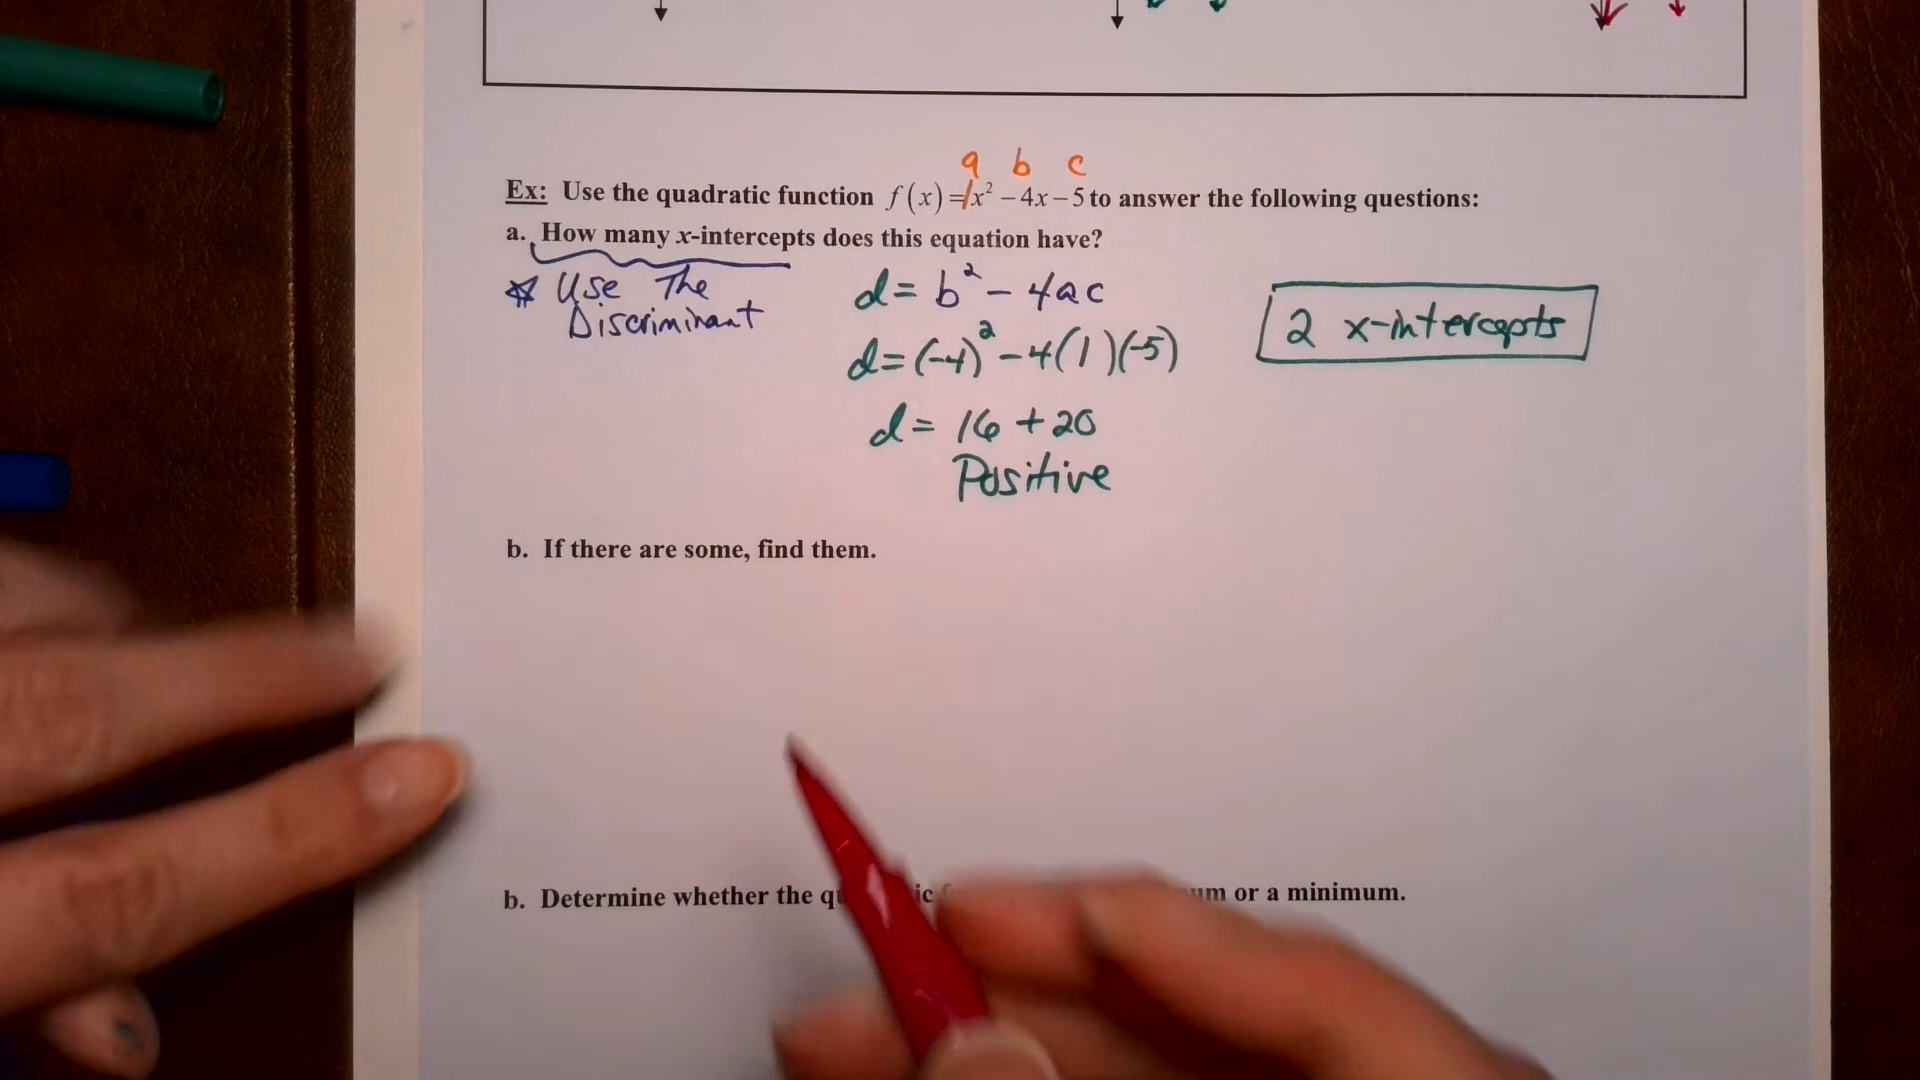 a b c
Ex: Use the quadratic function f(x)=1x² − 4x − 5 to answer the following questions:
a. How many x-intercepts does this equation have?
Use The
Discriminant
d = b² − 4ac
d = (-4)² − 4(1)(-5)
d = 16 + 20
Positive
2 x-intercepts
b. If there are some, find them.
b. Determine whether the or a minimum.